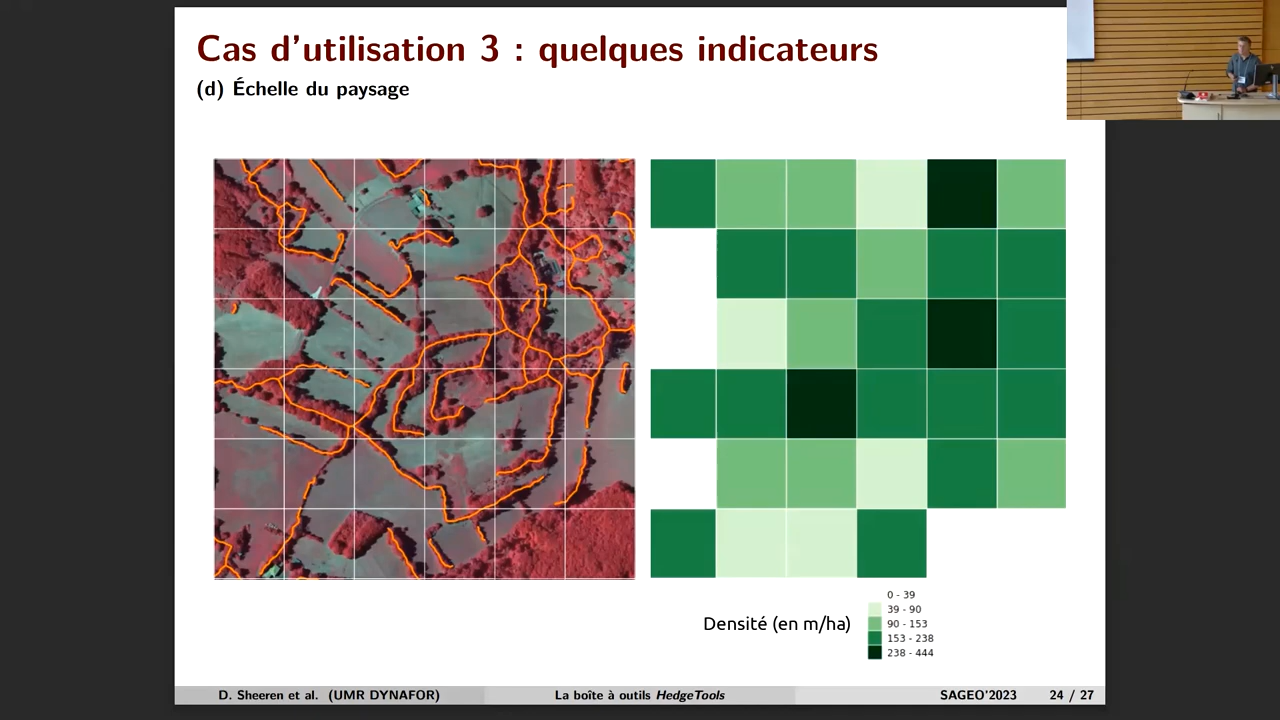 Cas d'utilisation 3 : quelques indicateurs
(d) Échelle du paysage
Densité (en m/ha)
0 - 39
39 - 90
90 - 153
153 - 238
238 - 444
D. Sheeren et al. (UMR DYNAFOR)
La boîte à outils HedgeTools
SAGEO'2023
24 / 27